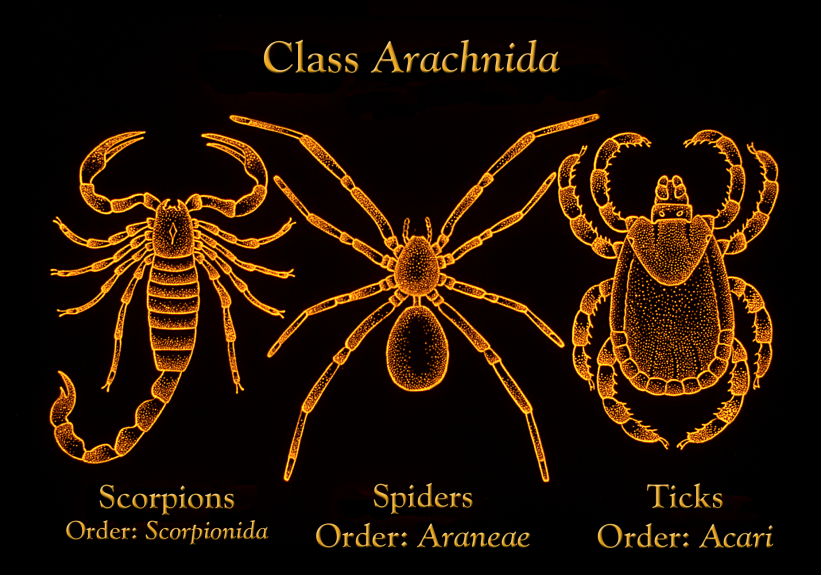 Class Arachnida
Scorpions
Order: Scorpionida
Spiders
Order: Araneae
Ticks
Order: Acari